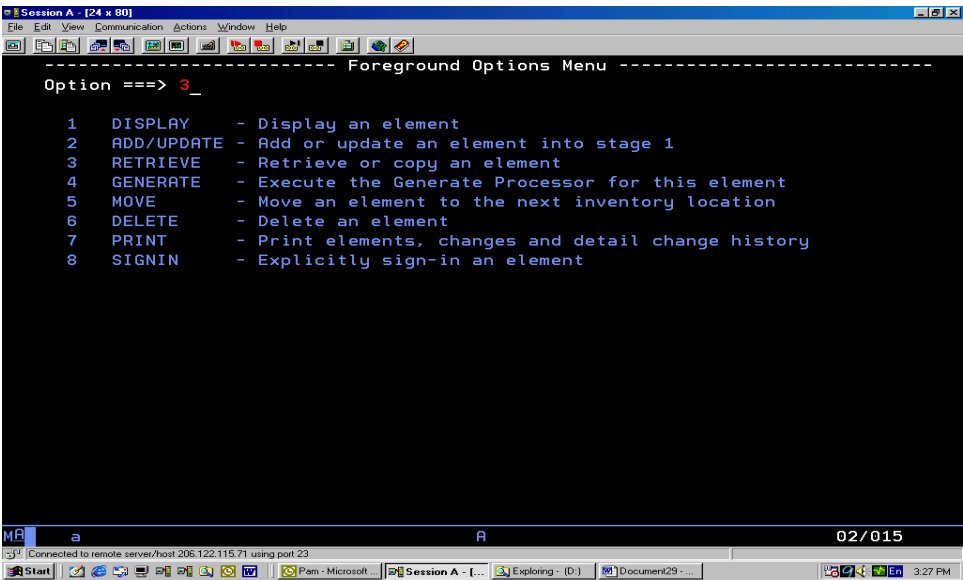 Session A - [24 x 80]
File Edit View Communication Actions Window Help
--------------------------- Foreground Options Menu -----------------------------
Option ===> 3_
1 DISPLAY - Display an element
2 ADD/UPDATE - Add or update an element into stage 1
3 RETRIEVE - Retrieve or copy an element
4 GENERATE - Execute the Generate Processor for this element
5 MOVE - Move an element to the next inventory location
6 DELETE - Delete an element
7 PRINT - Print elements, changes and detail change history
8 SIGNIN - Explicitly sign-in an element
MA a A 02/015
Connected to remote server/host 206.122.115.71 using port 23
Start Pam - Microsoft ... Session A - [... Exploring - (D:) Document29 - ... En 3:27 PM